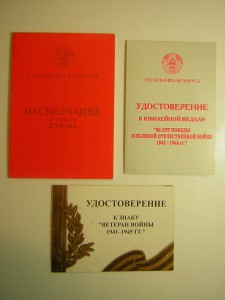 РЭСПУБЛІКА БЕЛАРУСЬ
ПАСВЕДЧАННЕ
ЖУКАВА
РЕСПУБЛИКА БЕЛАРУСЬ
УДОСТОВЕРЕНИЕ
К ЮБИЛЕЙНОЙ МЕДАЛИ
"60 ЛЕТ ПОБЕДЫ
В ВЕЛИКОЙ ОТЕЧЕСТВЕННОЙ ВОЙНЕ
1941 - 1945 гг."
УДОСТОВЕРЕНИЕ
К ЗНАКУ
"ВЕТЕРАН ВОЙНЫ
1941–1945 ГГ."